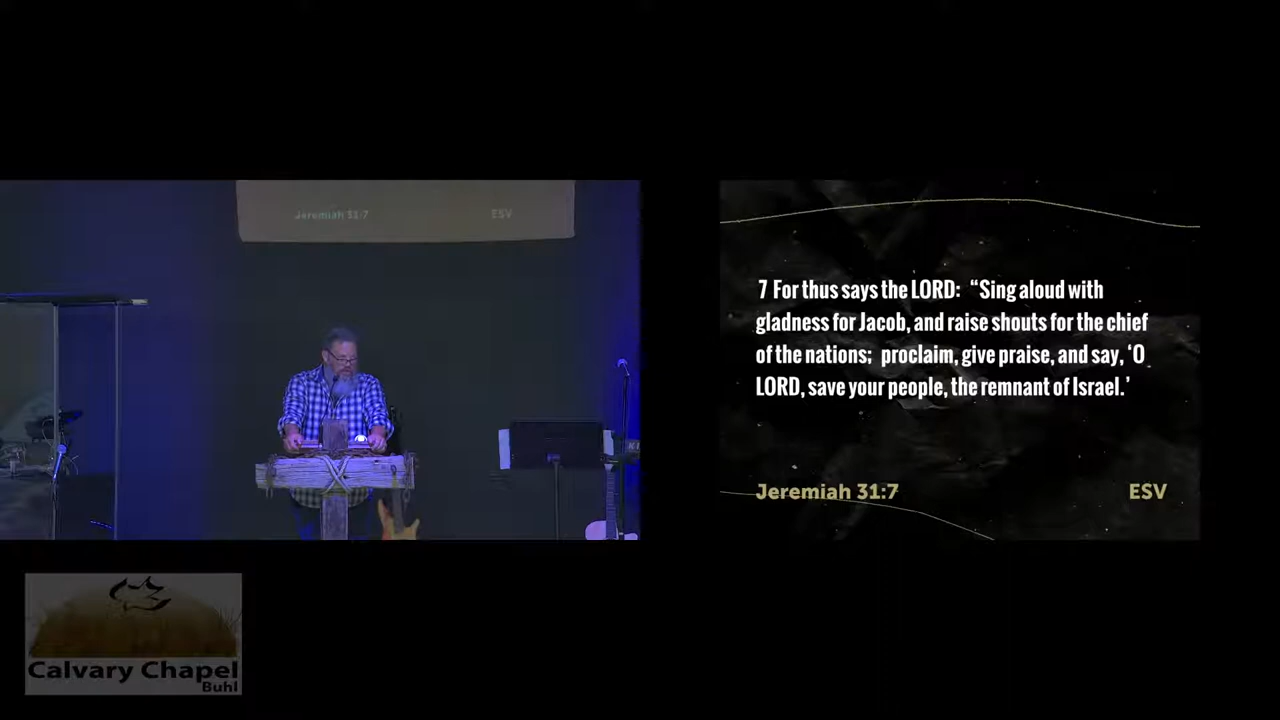 Jeremiah 31:7 ESV
7 For thus says the LORD: “Sing aloud with
gladness for Jacob, and raise shouts for the chief
of the nations; proclaim, give praise, and say, ‘O
LORD, save your people, the remnant of Israel.’
Jeremiah 31:7 ESV
Calvary Chapel
Buhl